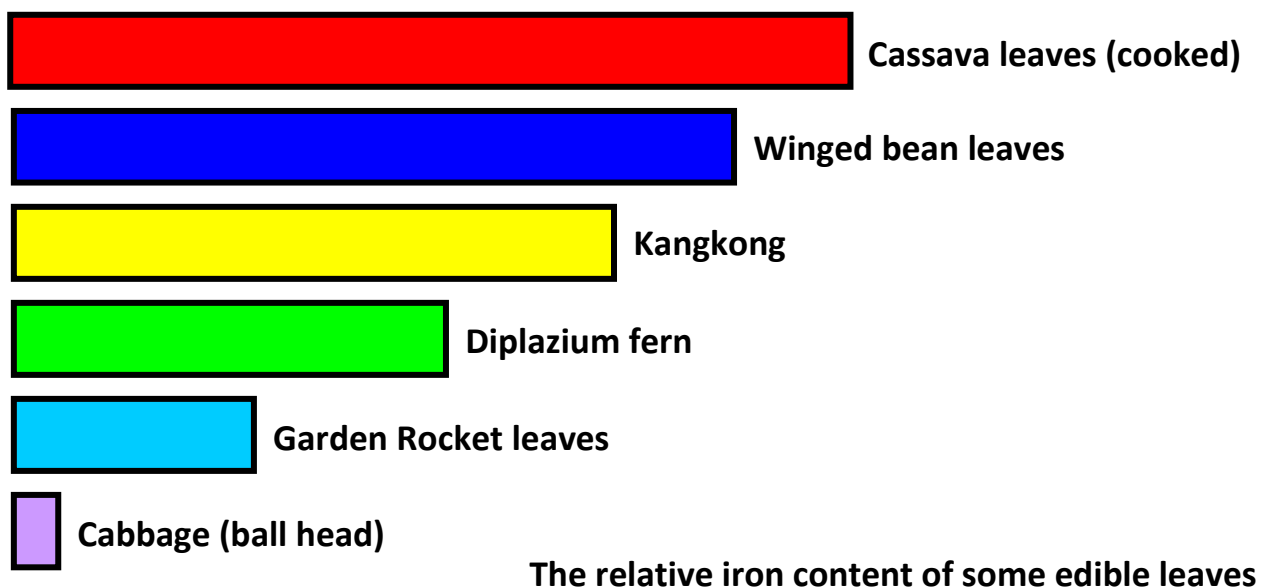 Cassava leaves (cooked)
Winged bean leaves
Kangkong
Diplazium fern
Garden Rocket leaves
Cabbage (ball head)
The relative iron content of some edible leaves